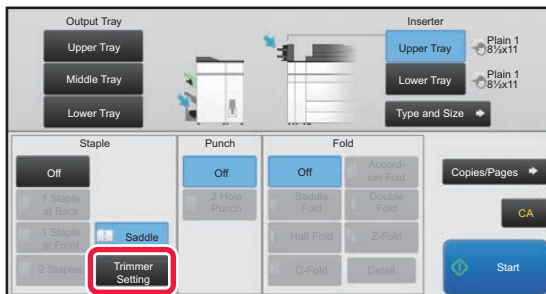 Output Tray
Inserter
Upper Tray
Upper Tray
Plain 1
8½x11
Middle Tray
Lower Tray
Plain 1
8½x11
Lower Tray
Type and Size
Staple
Punch
Fold
Off
Off
Off
Accord-
ion Fold
Copies/Pages
1 Staple
at Back
2 Hole
Punch
Saddle
Fold
Double
Fold
CA
1 Staple
at Front
Saddle
Half Fold
Z-Fold
2 Staples
Trimmer
Setting
C-Fold
Detail
Start